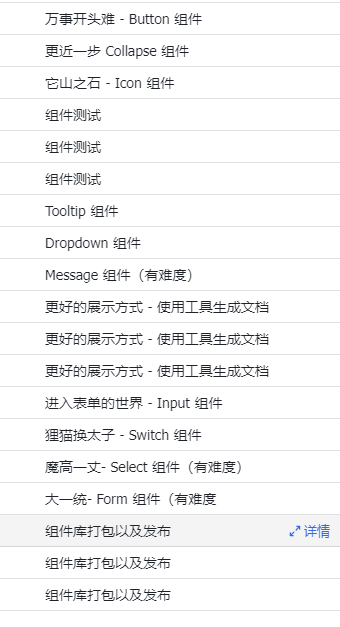 万事开头难 - Button 组件
更近一步 Collapse 组件
它山之石 - Icon 组件
组件测试
组件测试
组件测试
Tooltip 组件
Dropdown 组件
Message 组件（有难度）
更好的展示方式 - 使用工具生成文档
更好的展示方式 - 使用工具生成文档
更好的展示方式 - 使用工具生成文档
进入表单的世界 - Input 组件
狸猫换太子 - Switch 组件
魔高一丈- Select 组件（有难度）
大一统- Form 组件（有难度
组件库打包以及发布 详情
组件库打包以及发布
组件库打包以及发布